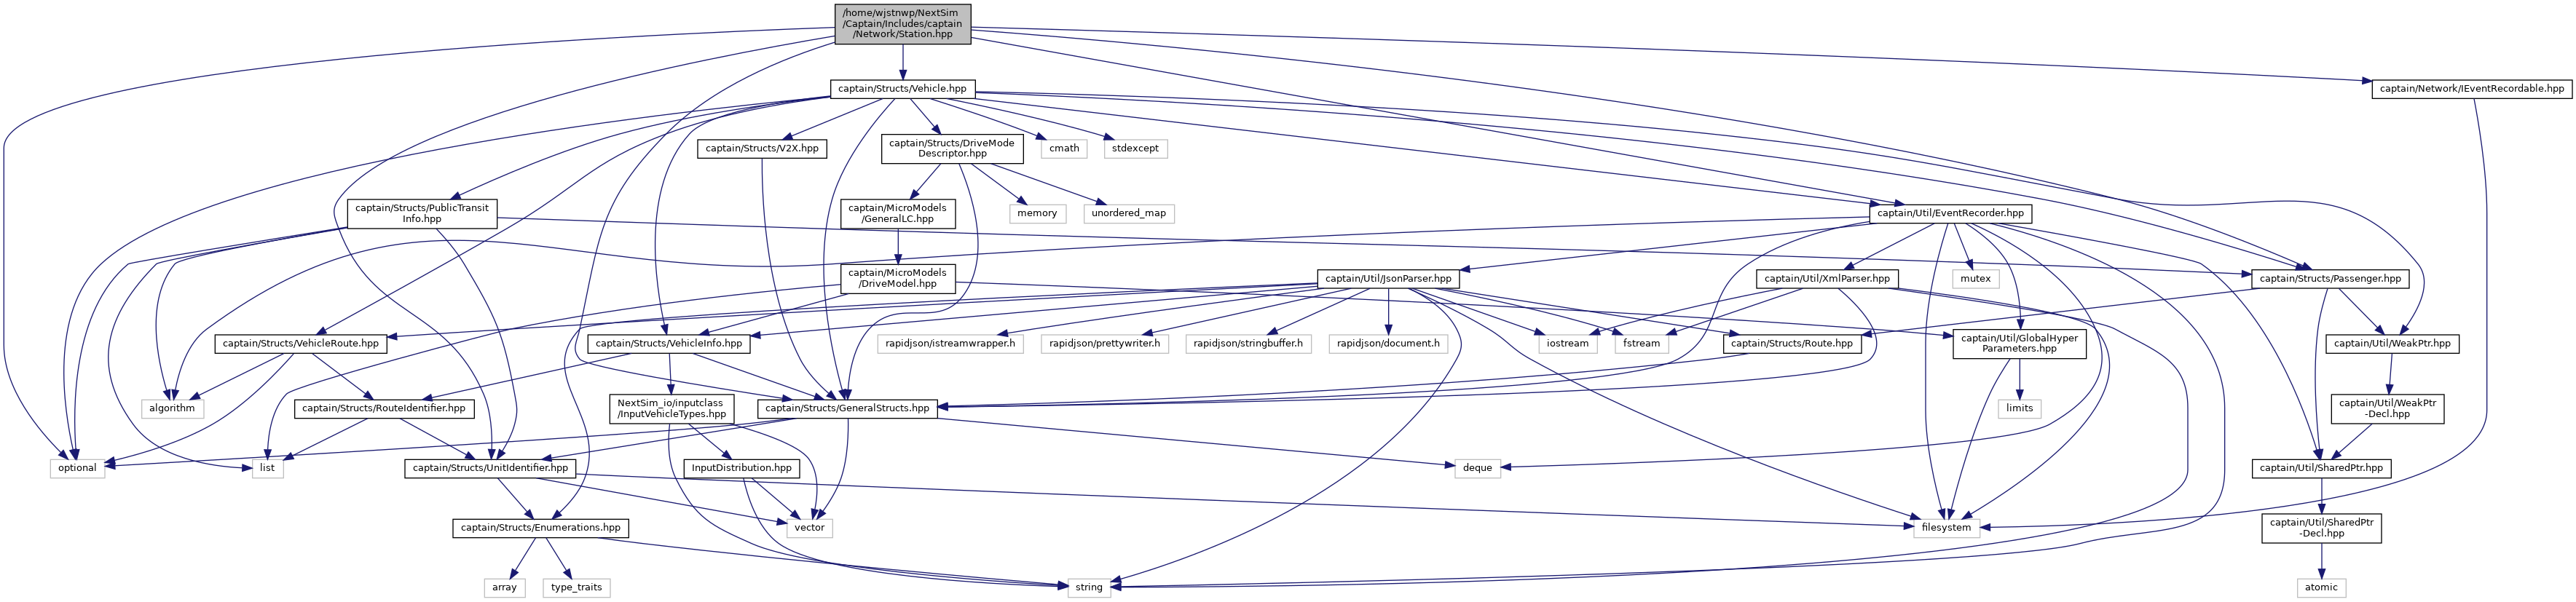 /home/wjstnwp/NextSim
/Captain/Includes/captain
/Network/Station.hpp
captain/Structs/Vehicle.hpp
captain/Network/IEventRecordable.hpp
captain/Structs/V2X.hpp
captain/Structs/DriveMode
Descriptor.hpp
cmath
stdexcept
captain/Structs/PublicTransit
Info.hpp
captain/MicroModels
/GeneralLC.hpp
memory
unordered_map
captain/Util/EventRecorder.hpp
captain/MicroModels
/DriveModel.hpp
captain/Util/JsonParser.hpp
captain/Util/XmlParser.hpp
mutex
captain/Structs/Passenger.hpp
captain/Structs/VehicleRoute.hpp
captain/Structs/VehicleInfo.hpp
rapidjson/istreamwrapper.h
rapidjson/prettywriter.h
rapidjson/stringbuffer.h
rapidjson/document.h
iostream
fstream
captain/Structs/Route.hpp
captain/Util/GlobalHyper
Parameters.hpp
captain/Util/WeakPtr.hpp
algorithm
captain/Structs/RouteIdentifier.hpp
NextSim_io/inputclass
/InputVehicleTypes.hpp
captain/Structs/GeneralStructs.hpp
limits
captain/Util/WeakPtr
-Decl.hpp
optional
list
captain/Structs/UnitIdentifier.hpp
InputDistribution.hpp
deque
captain/Util/SharedPtr.hpp
captain/Structs/Enumerations.hpp
vector
filesystem
captain/Util/SharedPtr
-Decl.hpp
array
type_traits
string
atomic